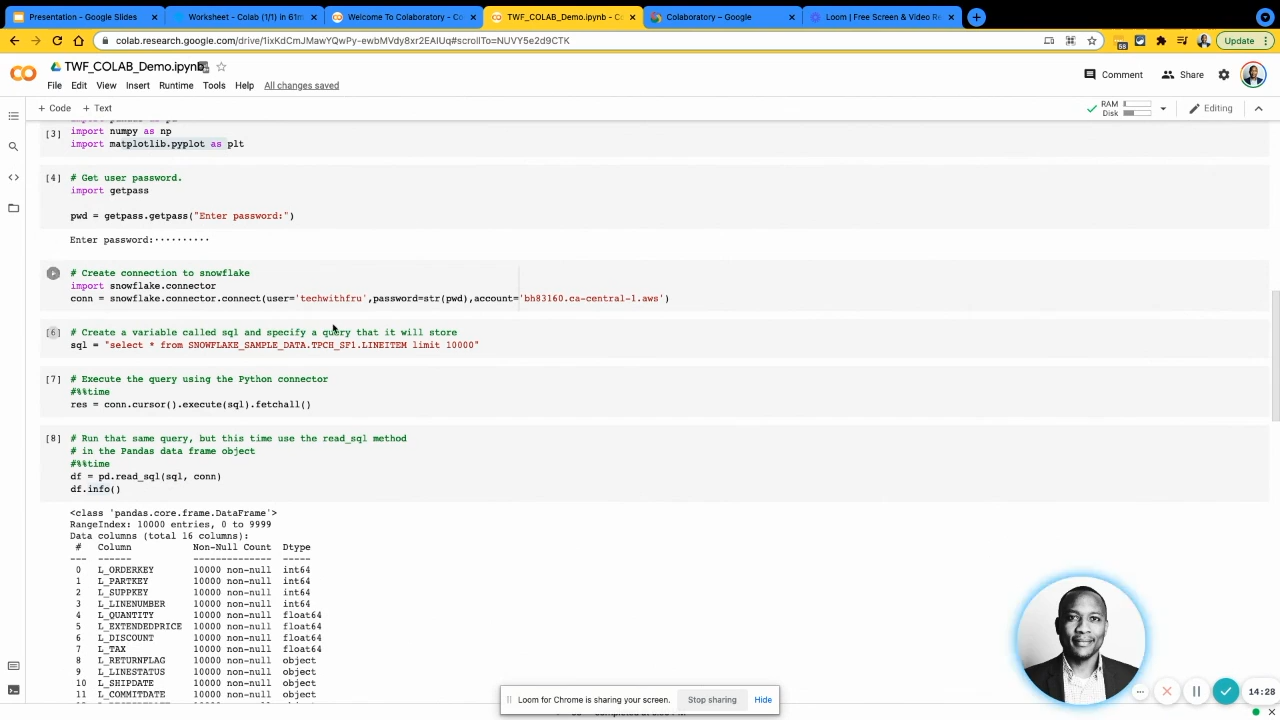 Presentation - Google Slides
Worksheet - Colab (1/1) in 61m
Welcome To Colaboratory - Co
TWF_COLAB_Demo.ipynb - C
Colaboratory – Google
Loom | Free Screen & Video Re
colab.research.google.com/drive/1ixKdCmJMawYQwPy-ewbMVdy8xr2EAIUq#scrollTo=NUVY5e2d9CTK
68
Update
TWF_COLAB_Demo.ipynb
File Edit View Insert Runtime Tools Help All changes saved
Comment Share
+ Code + Text
RAM
Disk
Editing
[3]
import numpy as np
import matplotlib.pyplot as plt
[4] # Get user password.
import getpass
pwd = getpass.getpass("Enter password:")
Enter password:··········
# Create connection to snowflake
import snowflake.connector
conn = snowflake.connector.connect(user='techwithfru',password=str(pwd),account='bh83160.ca-central-1.aws')
[6] # Create a variable called sql and specify a query that it will store
sql = "select * from SNOWFLAKE_SAMPLE_DATA.TPCH_SF1.LINEITEM limit 10000"
[7] # Execute the query using the Python connector
#%%time
res = conn.cursor().execute(sql).fetchall()
[8] # Run that same query, but this time use the read_sql method
# in the Pandas data frame object
#%%time
df = pd.read_sql(sql, conn)
df.info()
<class 'pandas.core.frame.DataFrame'>
RangeIndex: 10000 entries, 0 to 9999
Data columns (total 16 columns):
# Column Non-Null Count Dtype
--- ------ -------------- -----
0 L_ORDERKEY 10000 non-null int64
1 L_PARTKEY 10000 non-null int64
2 L_SUPPKEY 10000 non-null int64
3 L_LINENUMBER 10000 non-null int64
4 L_QUANTITY 10000 non-null float64
5 L_EXTENDEDPRICE 10000 non-null float64
6 L_DISCOUNT 10000 non-null float64
7 L_TAX 10000 non-null float64
8 L_RETURNFLAG 10000 non-null object
9 L_LINESTATUS 10000 non-null object
10 L_SHIPDATE 10000 non-null object
11 L_COMMITDATE 10000 non-null object
Loom for Chrome is sharing your screen. Stop sharing Hide
14:28